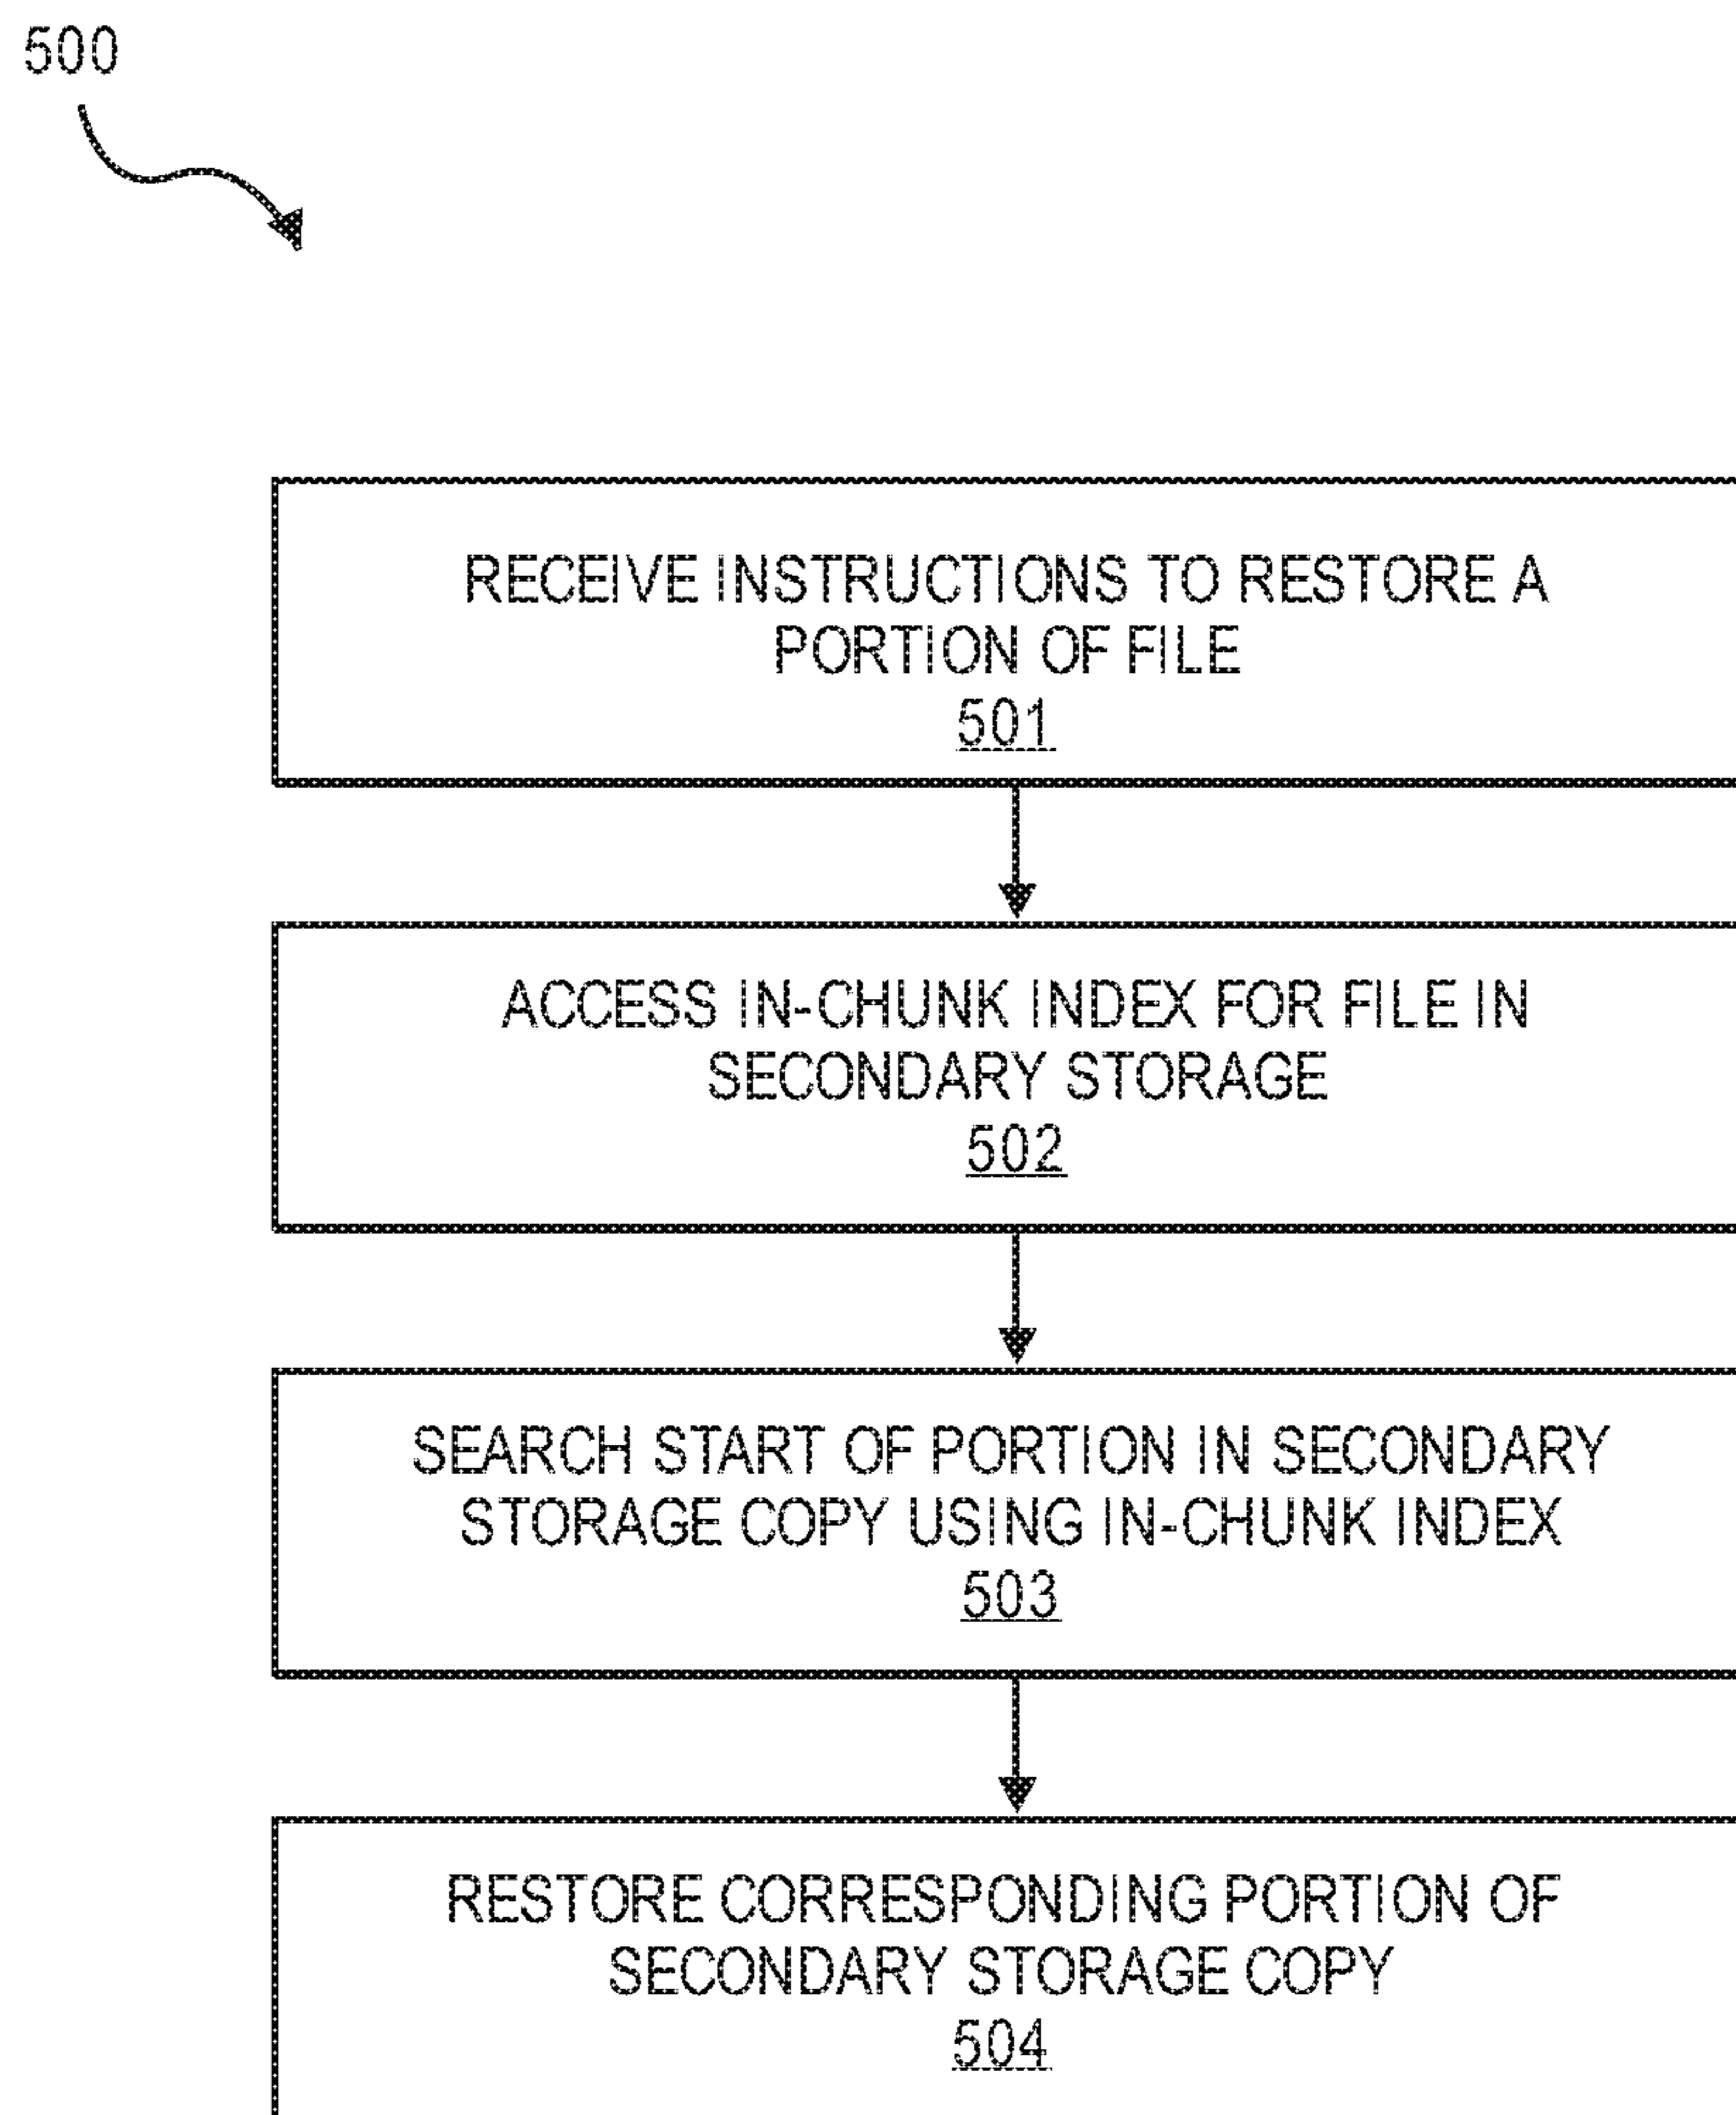 500
RECEIVE INSTRUCTIONS TO RESTORE A
PORTION OF FILE
501
ACCESS IN-CHUNK INDEX FOR FILE IN
SECONDARY STORAGE
502
SEARCH START OF PORTION IN SECONDARY
STORAGE COPY USING IN-CHUNK INDEX
503
RESTORE CORRESPONDING PORTION OF
SECONDARY STORAGE COPY
504